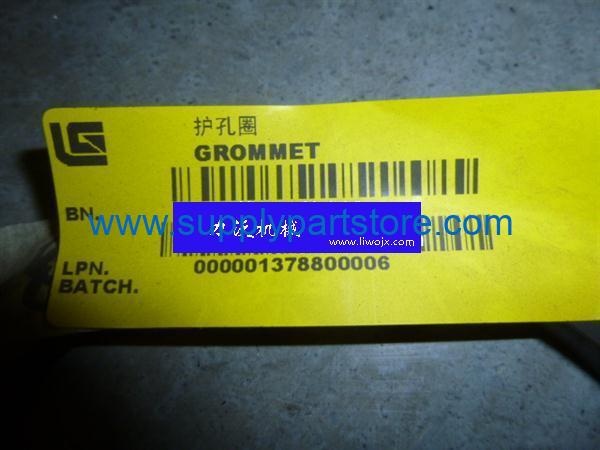 护孔圈
GROMMET
BN.
www.supplypartstore.com
www.liwojx.com
LPN. 000001378800006
BATCH.